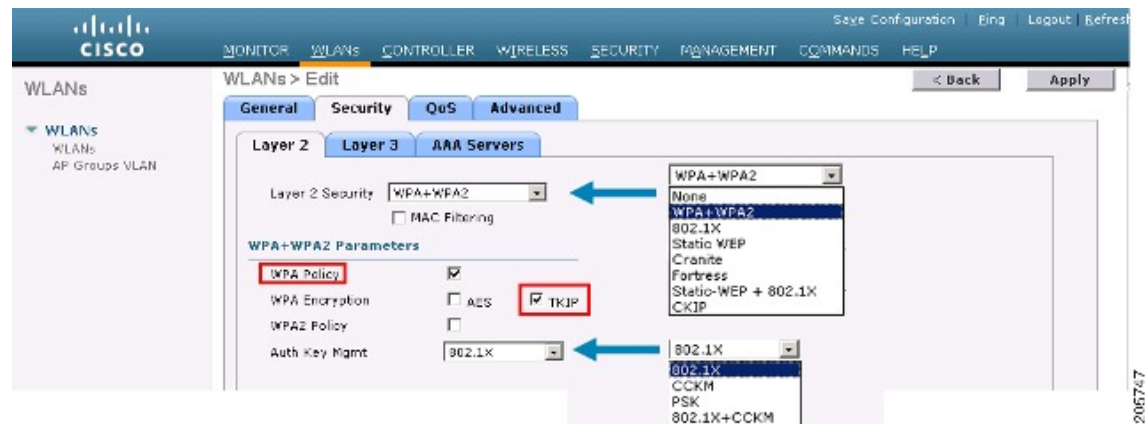 Save Configuration | Ping | Logout | Refresh
CISCO
MONITOR WLANs CONTROLLER WIRELESS SECURITY MANAGEMENT COMMANDS HELP
WLANs
WLANs > Edit
< Back
Apply
General Security QoS Advanced
WLANs
WLANs
AP Groups VLAN
Layer 2 Layer 3 AAA Servers
Layer 2 Security WPA+WPA2
MAC Filtering
WPA+WPA2
None
WPA+WPA2
802.1X
Static WEP
Cranite
Fortress
Static-WEP + 802.1X
CKIP
WPA+WPA2 Parameters
WPA Policy
WPA Encryption AES TKIP
WPA2 Policy
Auth Key Mgmt 802.1X
802.1X
802.1X
CCKM
PSK
802.1X+CCKM
205747